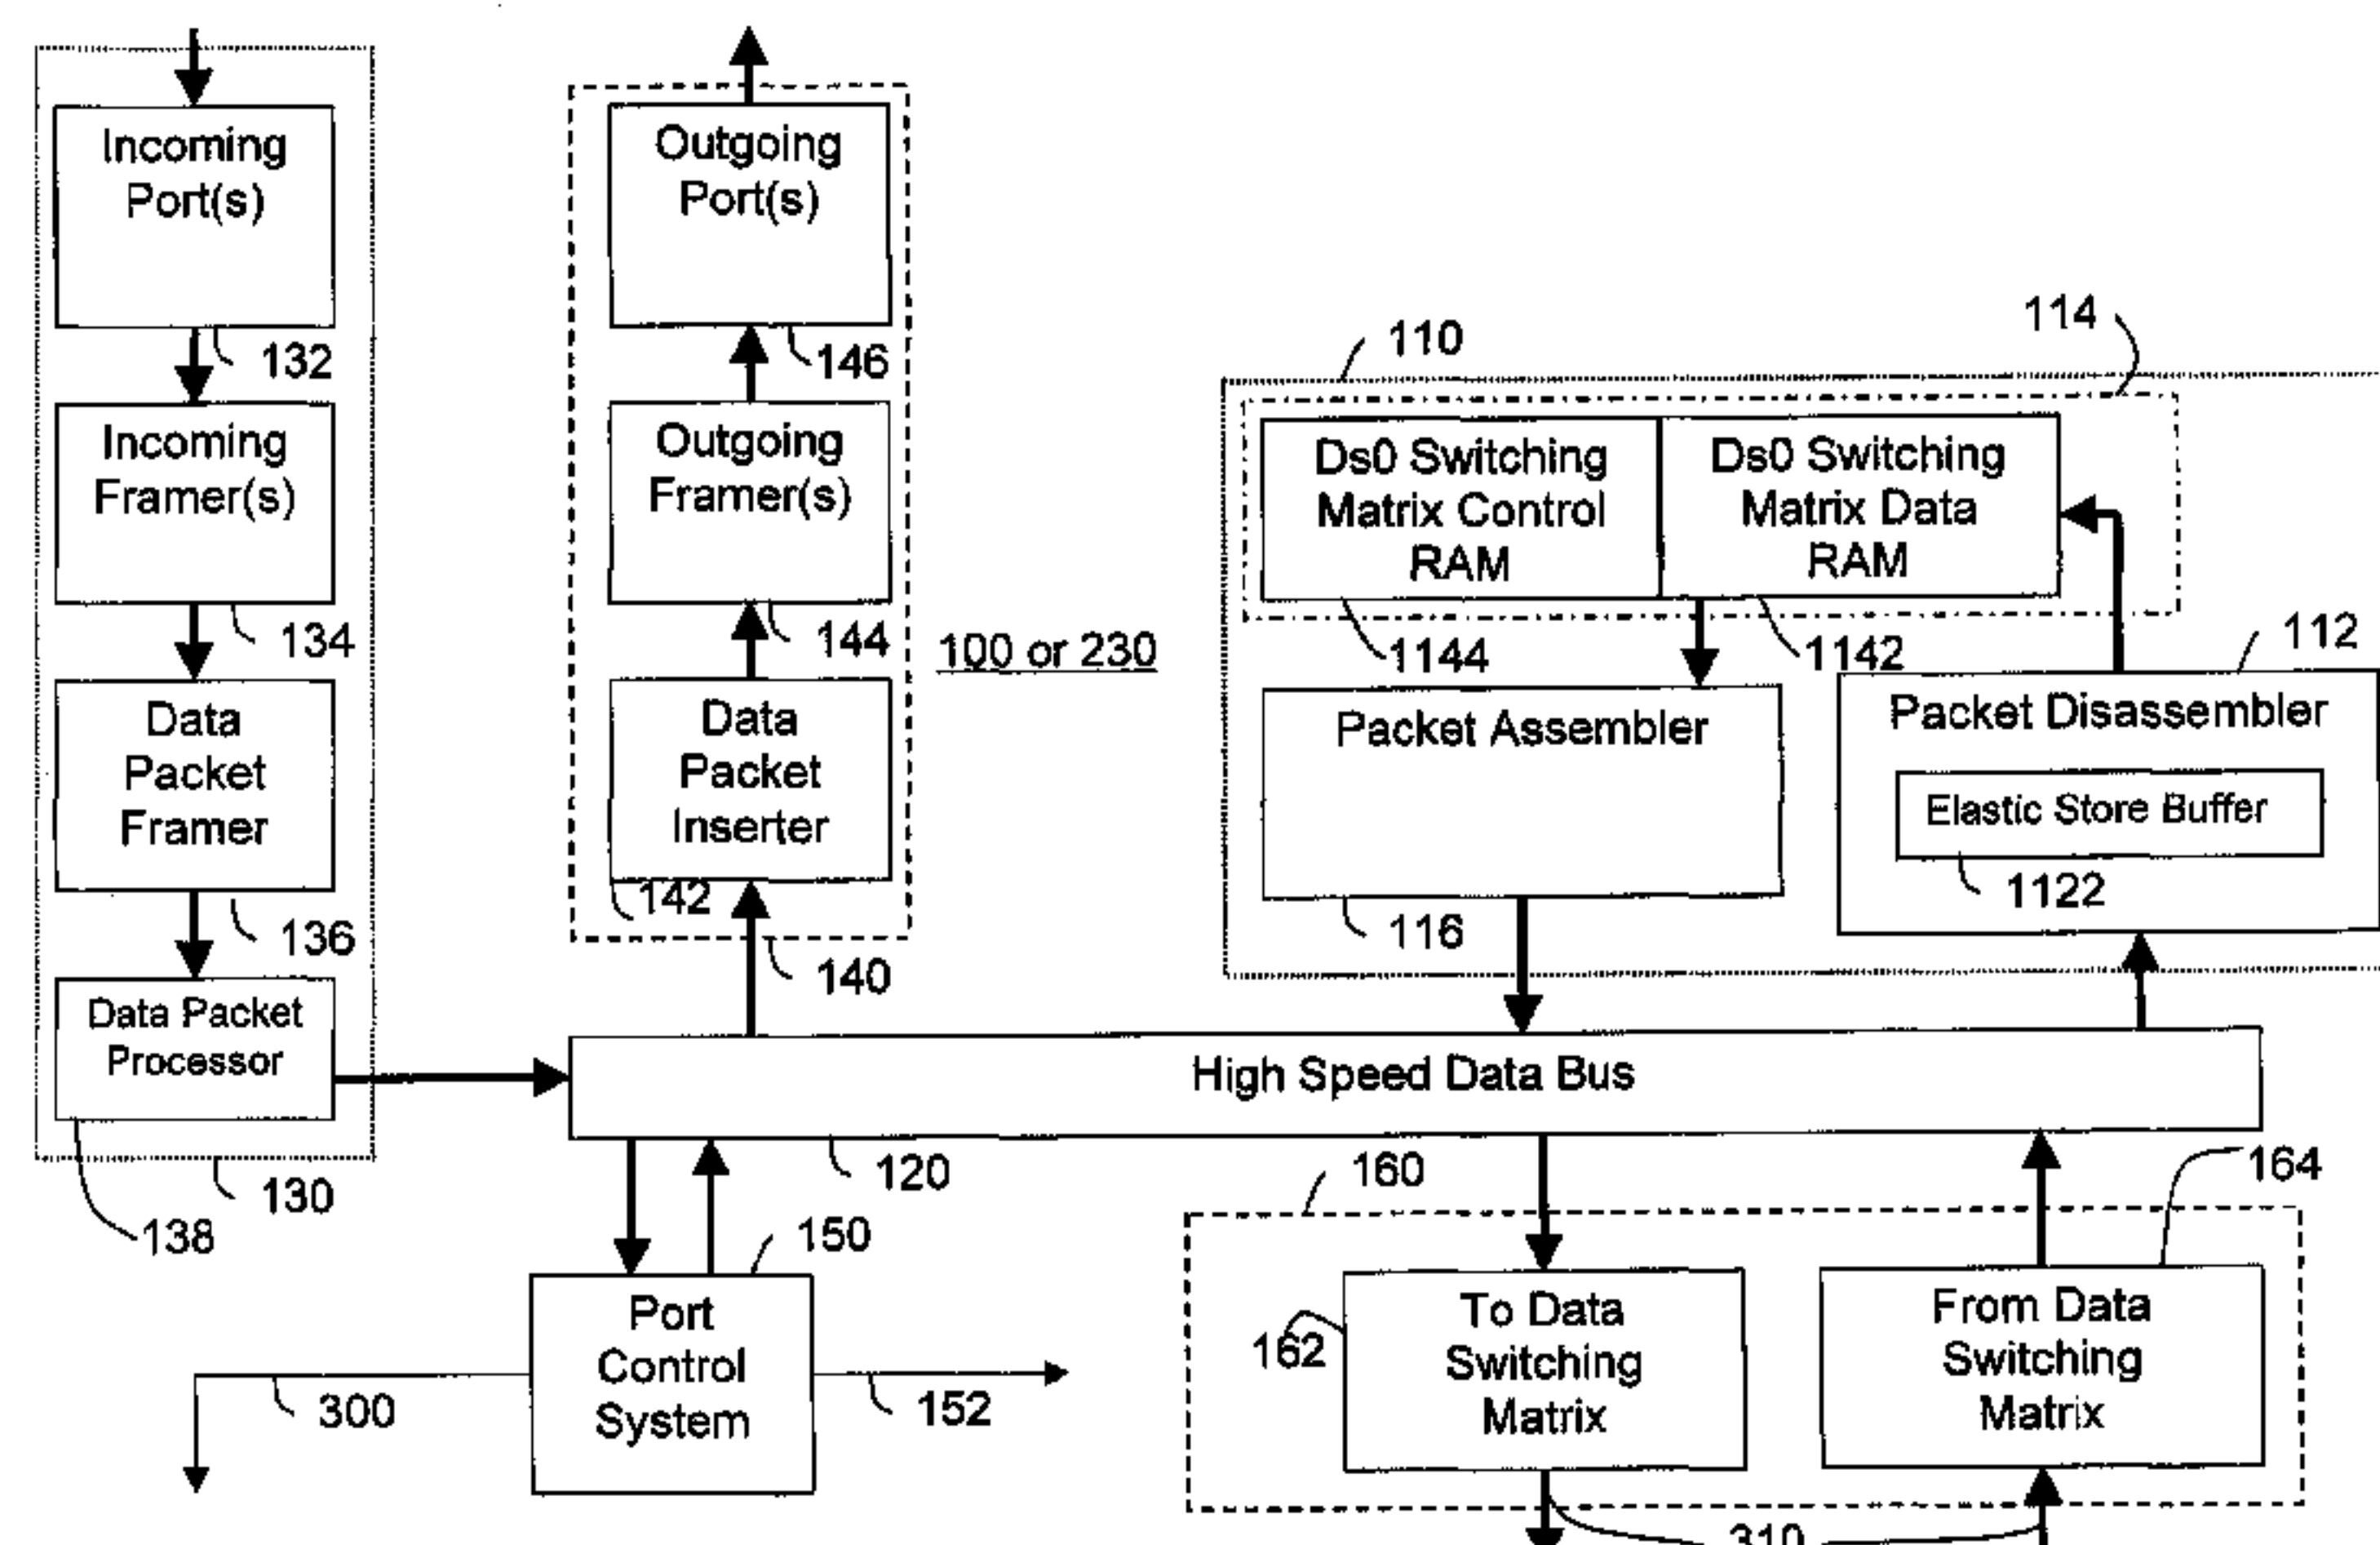 Incoming
Port(s)
132
Incoming
Framer(s)
134
Data
Packet
Framer
136
Data Packet
Processor
130
138
Outgoing
Port(s)
146
Outgoing
Framer(s)
144
Data
Packet
Inserter
142
140
100 or 230
110
114
Ds0 Switching
Matrix Control
RAM
Ds0 Switching
Matrix Data
RAM
1144
1142
112
Packet Assembler
116
Packet Disassembler
Elastic Store Buffer
1122
High Speed Data Bus
120
160
164
150
Port
Control
System
300
152
162
To Data
Switching
Matrix
From Data
Switching
Matrix
310